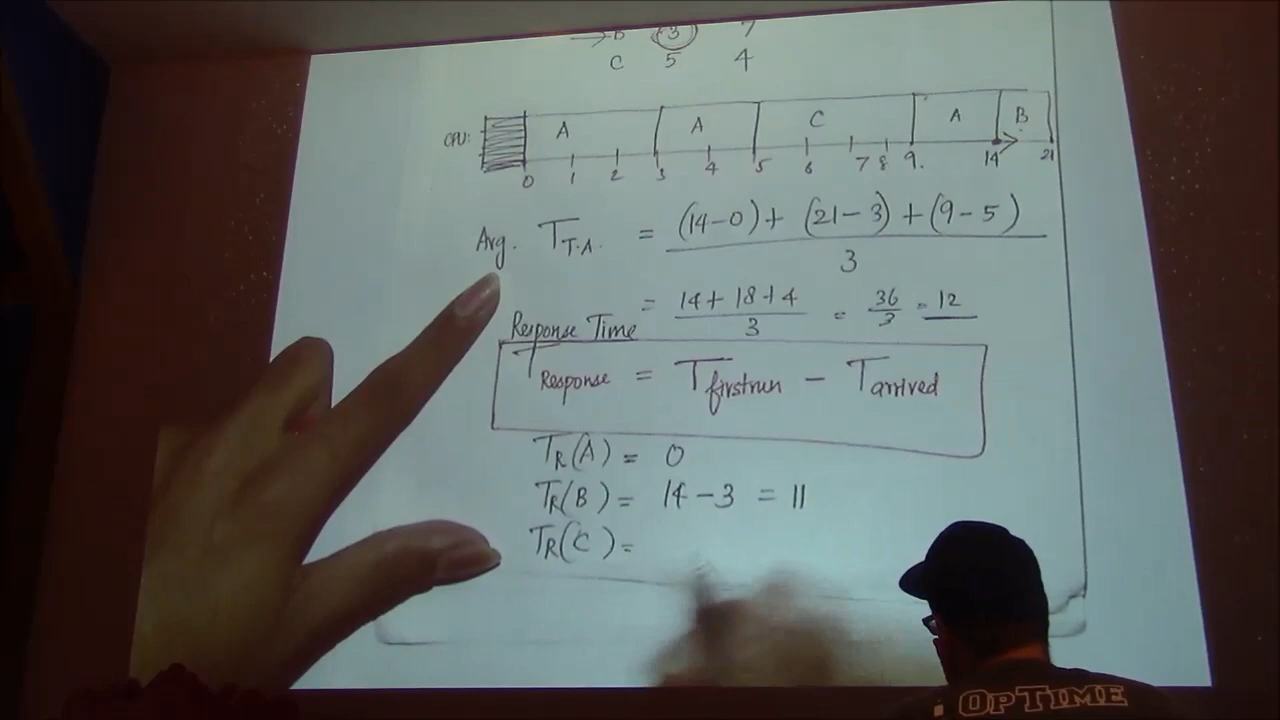 → B 3 7
C 5 4
CPU: A A C A B
0 1 2 3 4 5 6 7 8 9. 14 21
Avg. T T.A. = (14-0) + (21-3) + (9-5)
3
= 14+18+4 = 36 = 12
3 3
Response Time
T Response = T firstrun - T arrived
TR(A) = 0
TR(B) = 14-3 = 11
TR(C) =
OPTIME